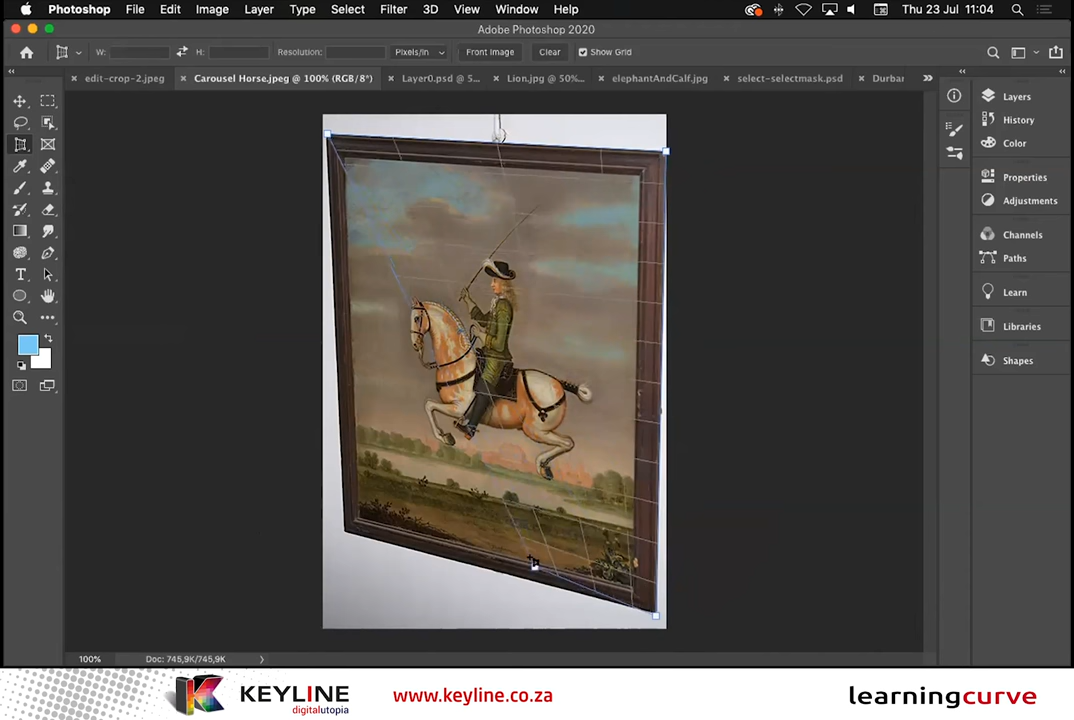 Photoshop File Edit Image Layer Type Select Filter 3D View Window Help Thu 23 Jul 11:04
Adobe Photoshop 2020
W: H: Resolution: Pixels/in Front Image Clear Show Grid
edit-crop-2.jpeg Carousel Horse.jpeg @ 100% (RGB/8*) Layer0.psd @ 5... Lion.jpg @ 50%... elephantAndCalf.jpg select-selectmask.psd Durbar
Layers
History
Color
Properties
Adjustments
Channels
Paths
Learn
Libraries
Shapes
100% Doc: 745,9K/745,9K
KEYLINE
digitalutopia
www.keyline.co.za
learningcurve